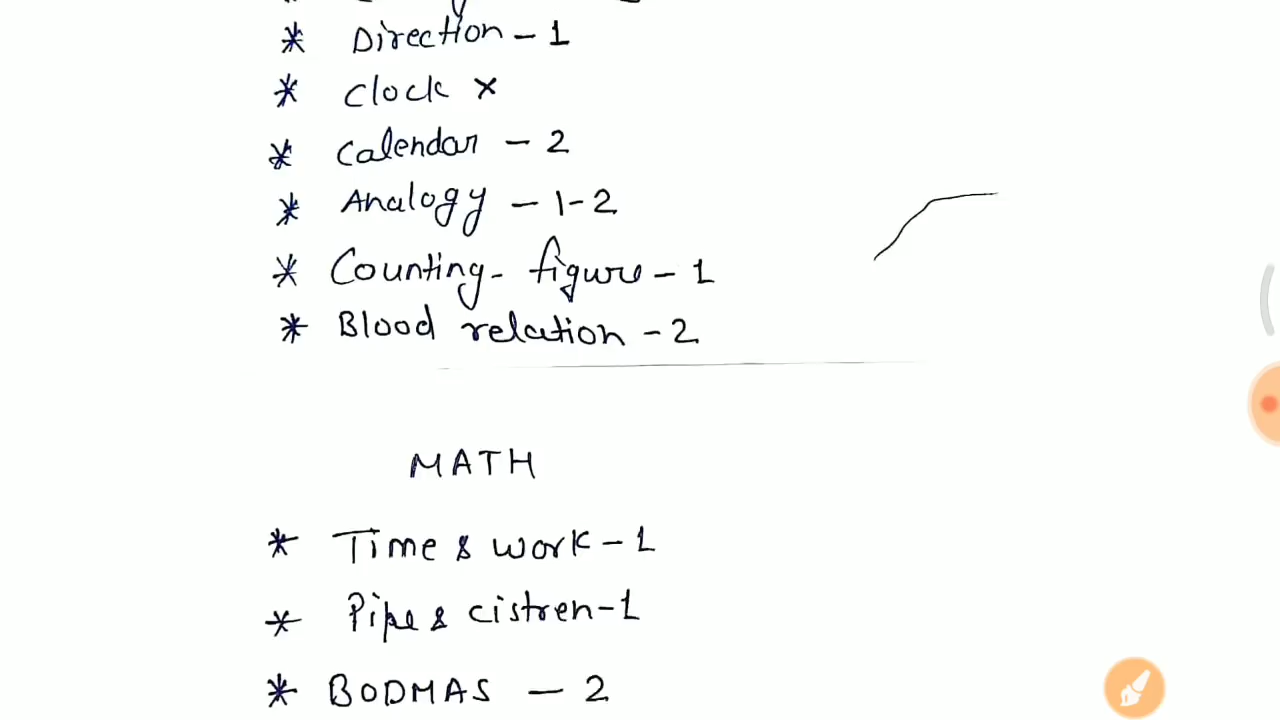 * Direction - 1
* Clock ×
* Calendar - 2
* Analogy - 1-2
* Counting - figure - 1
* Blood relation - 2
MATH
* Time & work - 1
* Pipe & cistren - 1
* BODMAS - 2